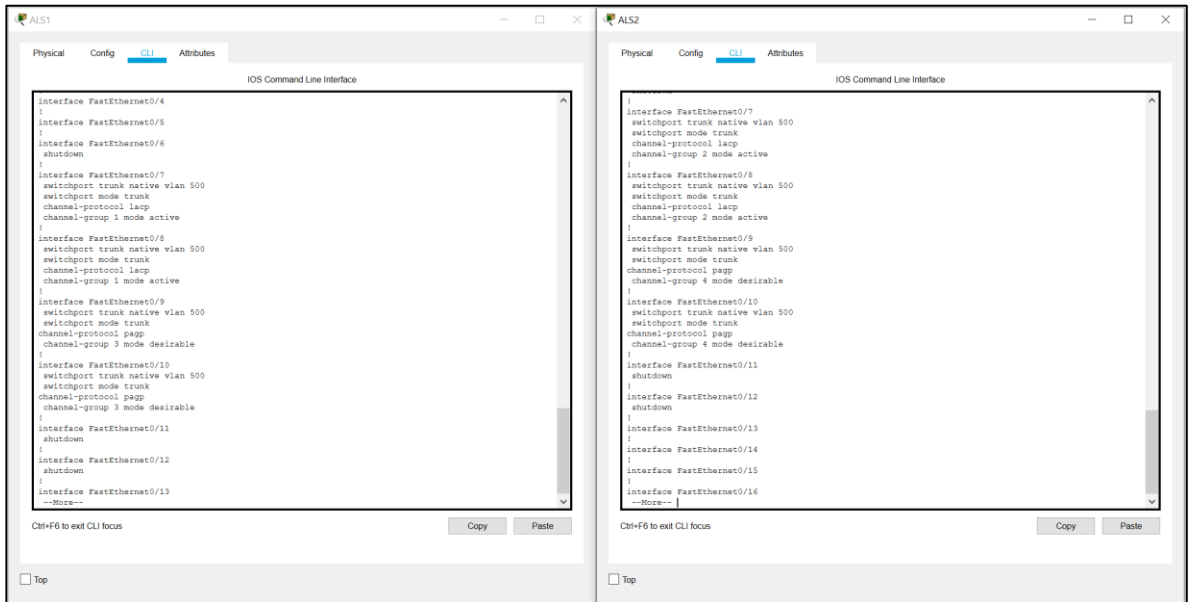 ALS1
Physical Config CLI Attributes
IOS Command Line Interface
!
interface FastEthernet0/4
!
interface FastEthernet0/5
!
interface FastEthernet0/6
shutdown
!
interface FastEthernet0/7
switchport trunk native vlan 500
switchport mode trunk
channel-protocol lacp
channel-group 1 mode active
!
interface FastEthernet0/8
switchport trunk native vlan 500
switchport mode trunk
channel-protocol lacp
channel-group 1 mode active
!
interface FastEthernet0/9
switchport trunk native vlan 500
switchport mode trunk
channel-protocol pagp
channel-group 3 mode desirable
!
interface FastEthernet0/10
switchport trunk native vlan 500
switchport mode trunk
channel-protocol pagp
channel-group 3 mode desirable
!
interface FastEthernet0/11
shutdown
!
interface FastEthernet0/12
shutdown
!
interface FastEthernet0/13
--More--
Ctrl+F6 to exit CLI focus
Copy Paste
Top
ALS2
Physical Config CLI Attributes
IOS Command Line Interface
!
interface FastEthernet0/7
switchport trunk native vlan 500
switchport mode trunk
channel-protocol lacp
channel-group 2 mode active
!
interface FastEthernet0/8
switchport trunk native vlan 500
switchport mode trunk
channel-protocol lacp
channel-group 2 mode active
!
interface FastEthernet0/9
switchport trunk native vlan 500
switchport mode trunk
channel-protocol pagp
channel-group 4 mode desirable
!
interface FastEthernet0/10
switchport trunk native vlan 500
switchport mode trunk
channel-protocol pagp
channel-group 4 mode desirable
!
interface FastEthernet0/11
shutdown
!
interface FastEthernet0/12
shutdown
!
interface FastEthernet0/13
!
interface FastEthernet0/14
!
interface FastEthernet0/15
!
interface FastEthernet0/16
--More--
Ctrl+F6 to exit CLI focus
Copy Paste
Top